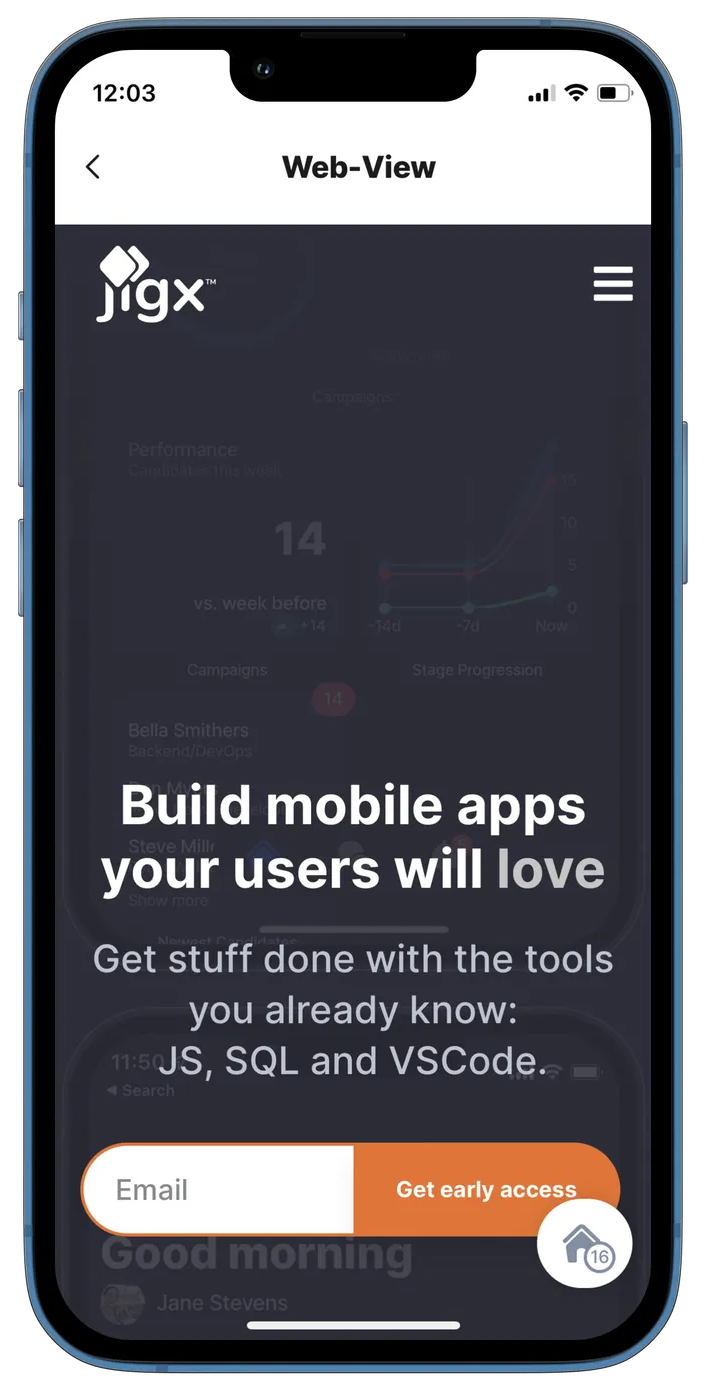 12:03
Web-View
jigx™
Campaigns
Performance
Candidates this week
14
15
10
5
0
vs. week before
+14
-14d
-7d
Now
Campaigns
Stage Progression
14
Bella Smithers
Backend/DevOps
Build mobile apps
your users will love
Steve
Show more
Newest Candidates
Get stuff done with the tools
you already know:
JS, SQL and VSCode.
11:50
◀ Search
Email
Get early access
16
Good morning
Jane Stevens